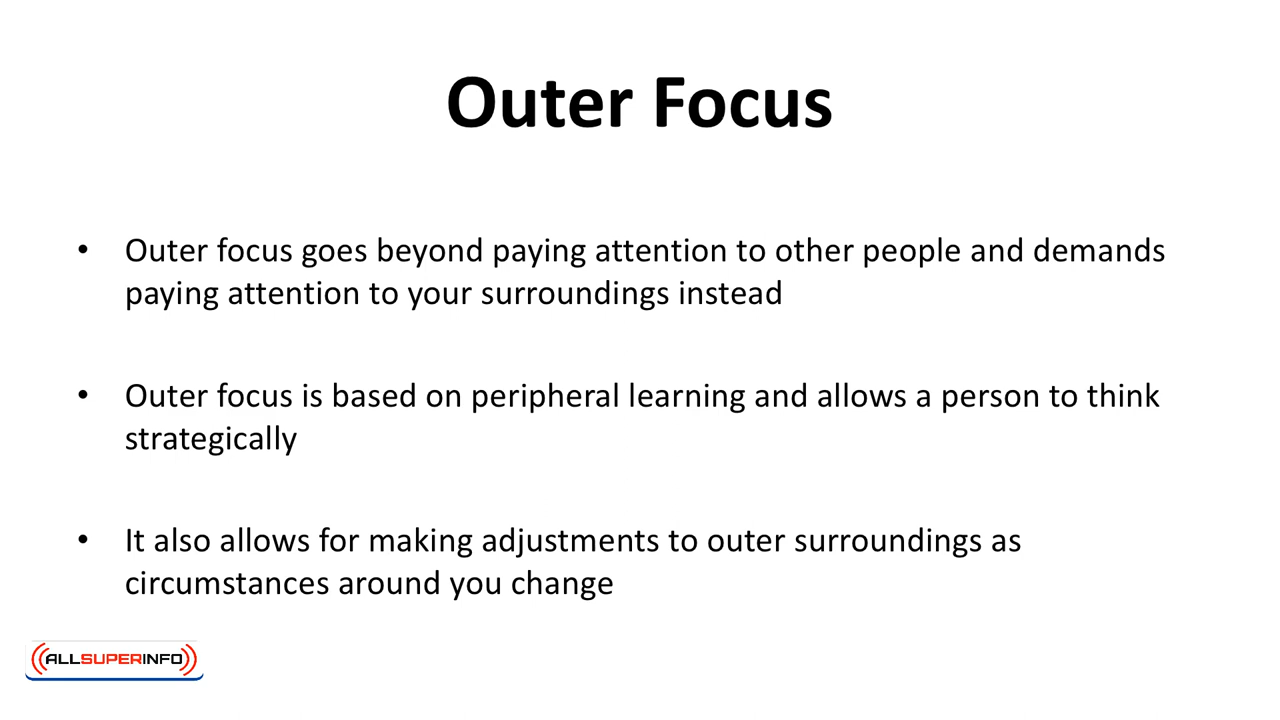 Outer Focus
• Outer focus goes beyond paying attention to other people and demands
paying attention to your surroundings instead
• Outer focus is based on peripheral learning and allows a person to think
strategically
• It also allows for making adjustments to outer surroundings as
circumstances around you change
ALLSUPERINFO